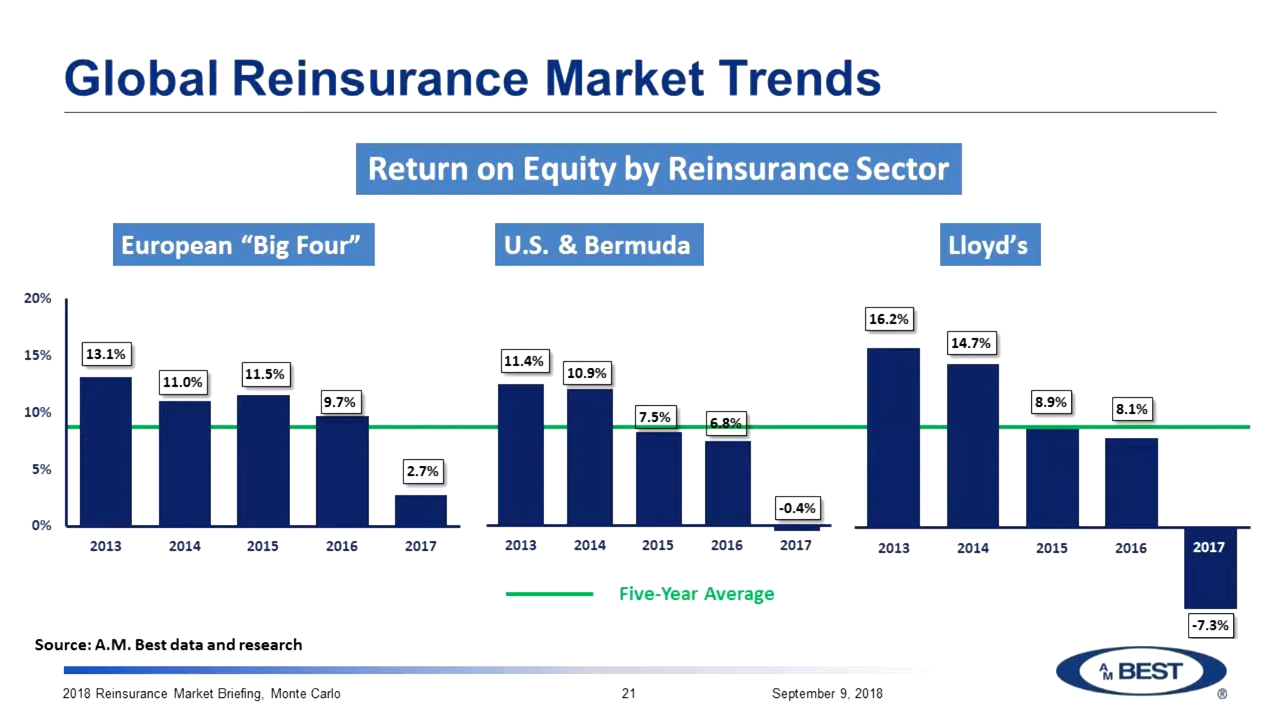 Global Reinsurance Market Trends
Return on Equity by Reinsurance Sector
European “Big Four”
U.S. & Bermuda
Lloyd’s
20%
15%
10%
5%
0%
13.1%
11.0%
11.5%
9.7%
2.7%
2013 2014 2015 2016 2017
11.4%
10.9%
7.5%
6.8%
-0.4%
2013 2014 2015 2016 2017
16.2%
14.7%
8.9%
8.1%
-7.3%
2013 2014 2015 2016 2017
Five-Year Average
Source: A.M. Best data and research
2018 Reinsurance Market Briefing, Monte Carlo
21
September 9, 2018
AM BEST ®